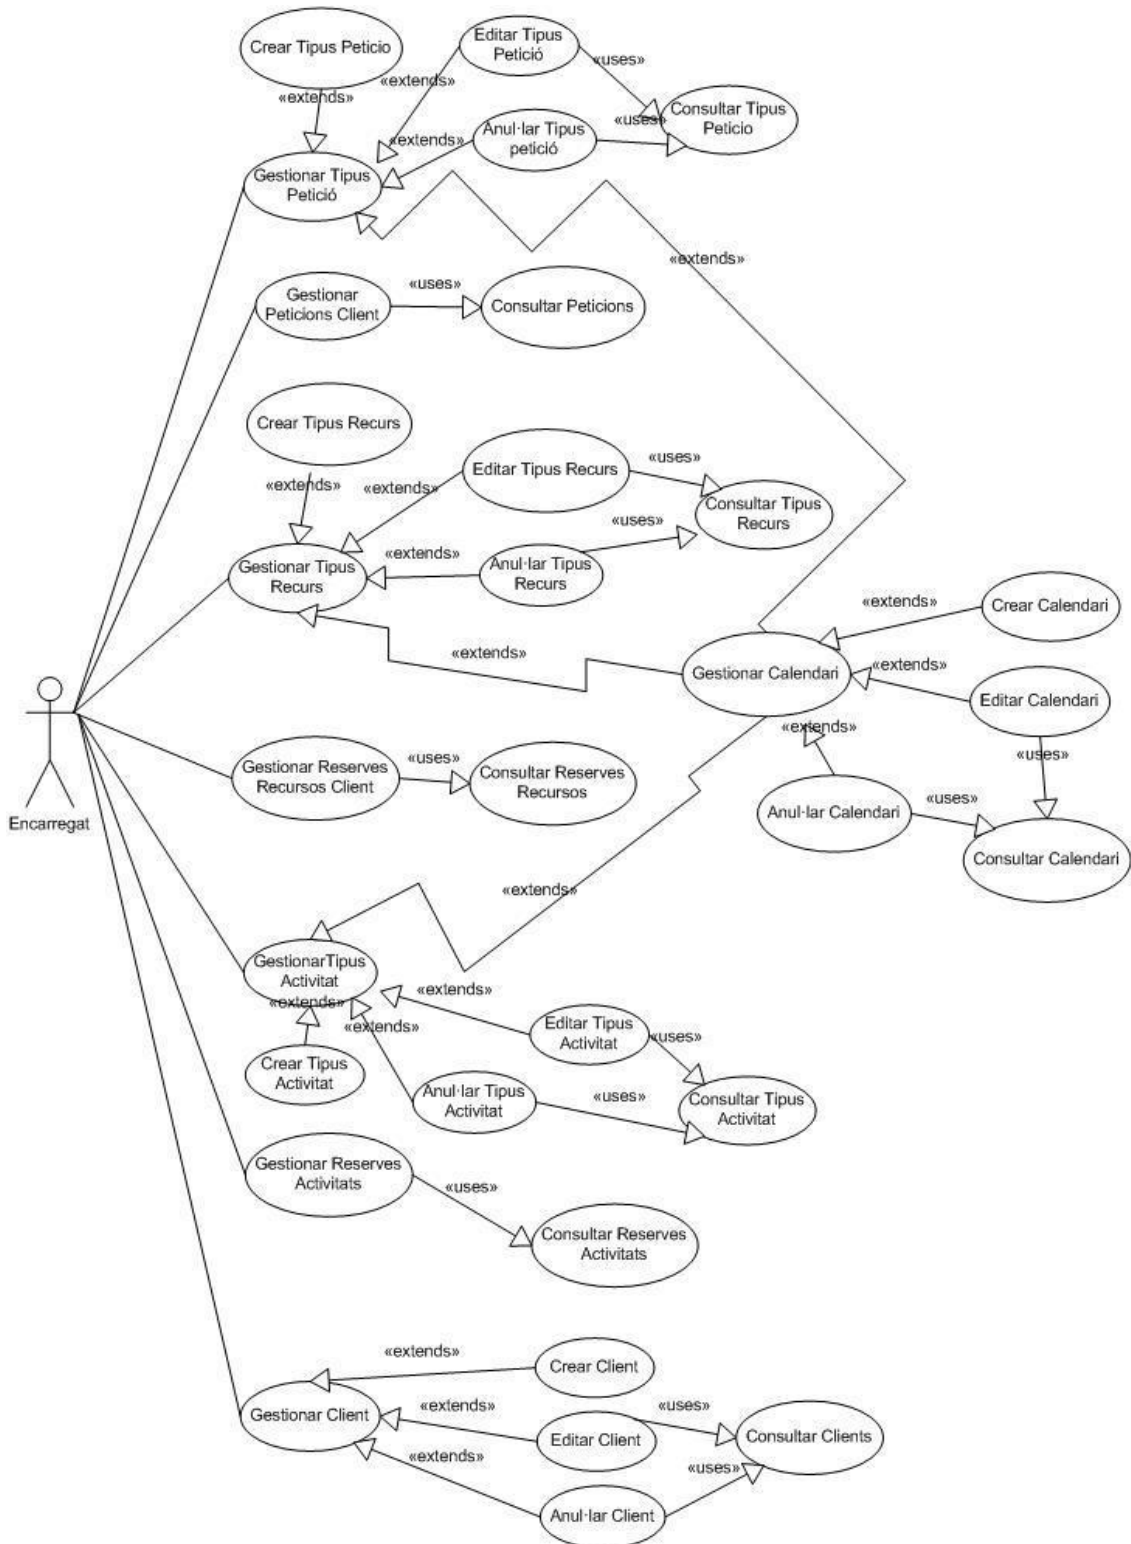 Crear Tipus Peticio
Editar Tipus
Petició
«uses»
«extends»
«extends»
Consultar Tipus
Peticio
«uses»
Anul·lar Tipus
petició
«extends»
Gestionar Tipus
Petició
«extends»
Gestionar
Peticions Client
«uses»
Consultar Peticions
Crear Tipus Recurs
Editar Tipus Recurs
«uses»
«extends»
«extends»
Consultar Tipus
Recurs
«uses»
Gestionar Tipus
Recurs
«extends»
Anul·lar Tipus
Recurs
«extends»
Crear Calendari
«extends»
Gestionar Calendari
«extends»
Editar Calendari
«extends»
«uses»
Gestionar Reserves
Recursos Client
«uses»
Consultar Reserves
Recursos
Anul·lar Calendari
«uses»
Encarregat
Consultar Calendari
«extends»
GestionarTipus
Activitat
«extends»
«extends»
«extends»
Editar Tipus
Activitat
«uses»
Crear Tipus
Activitat
Anul·lar Tipus
Activitat
«uses»
Consultar Tipus
Activitat
Gestionar Reserves
Activitats
«uses»
Consultar Reserves
Activitats
«extends»
Crear Client
Gestionar Client
«extends»
Editar Client
«uses»
Consultar Clients
«extends»
«uses»
Anul·lar Client